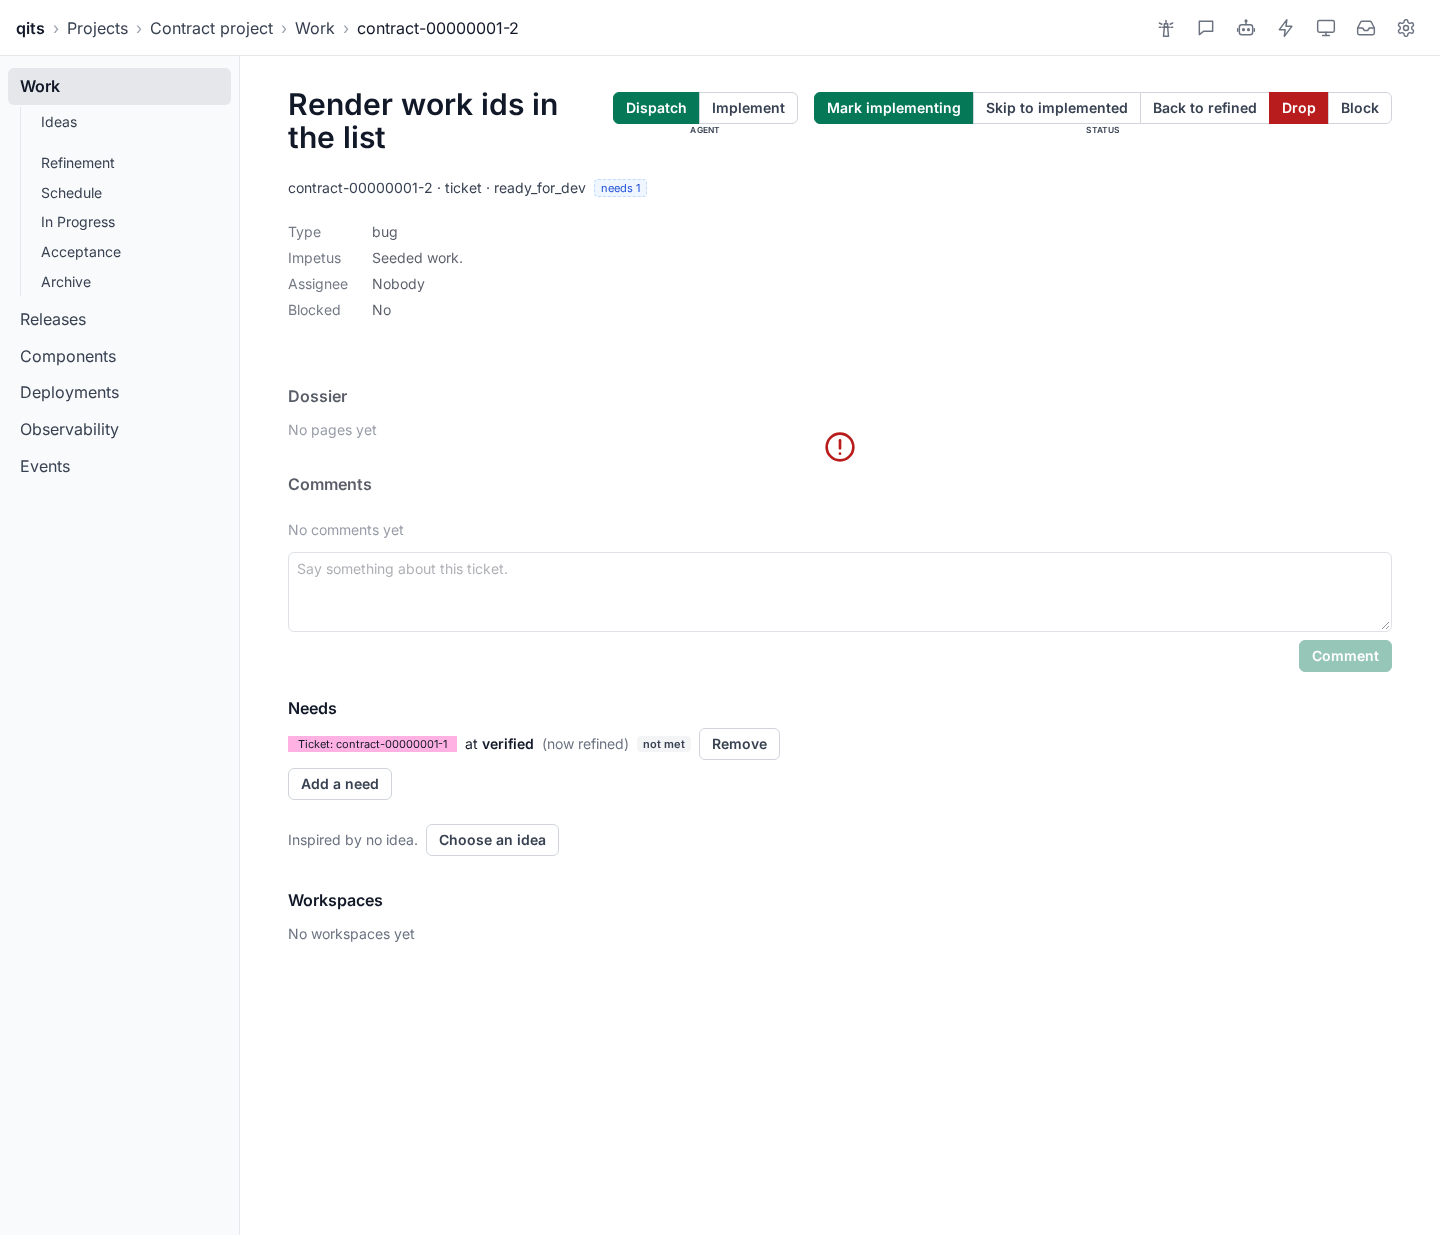 qits › Projects › Contract project › Work › contract-00000001-2
Work
Ideas
Refinement
Schedule
In Progress
Acceptance
Archive
Releases
Components
Deployments
Observability
Events
Render work ids in
the list
Dispatch Implement
AGENT
Mark implementing Skip to implemented Back to refined Drop Block
STATUS
contract-00000001-2 · ticket · ready_for_dev needs 1
Type bug
Impetus Seeded work.
Assignee Nobody
Blocked No
Dossier
No pages yet
Comments
No comments yet
Say something about this ticket.
Comment
Needs
Ticket: contract-00000001-1 at verified (now refined) not met Remove
Add a need
Inspired by no idea. Choose an idea
Workspaces
No workspaces yet